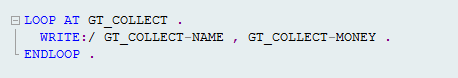 LOOP AT GT_COLLECT .
WRITE:/ GT_COLLECT-NAME , GT_COLLECT-MONEY .
ENDLOOP .